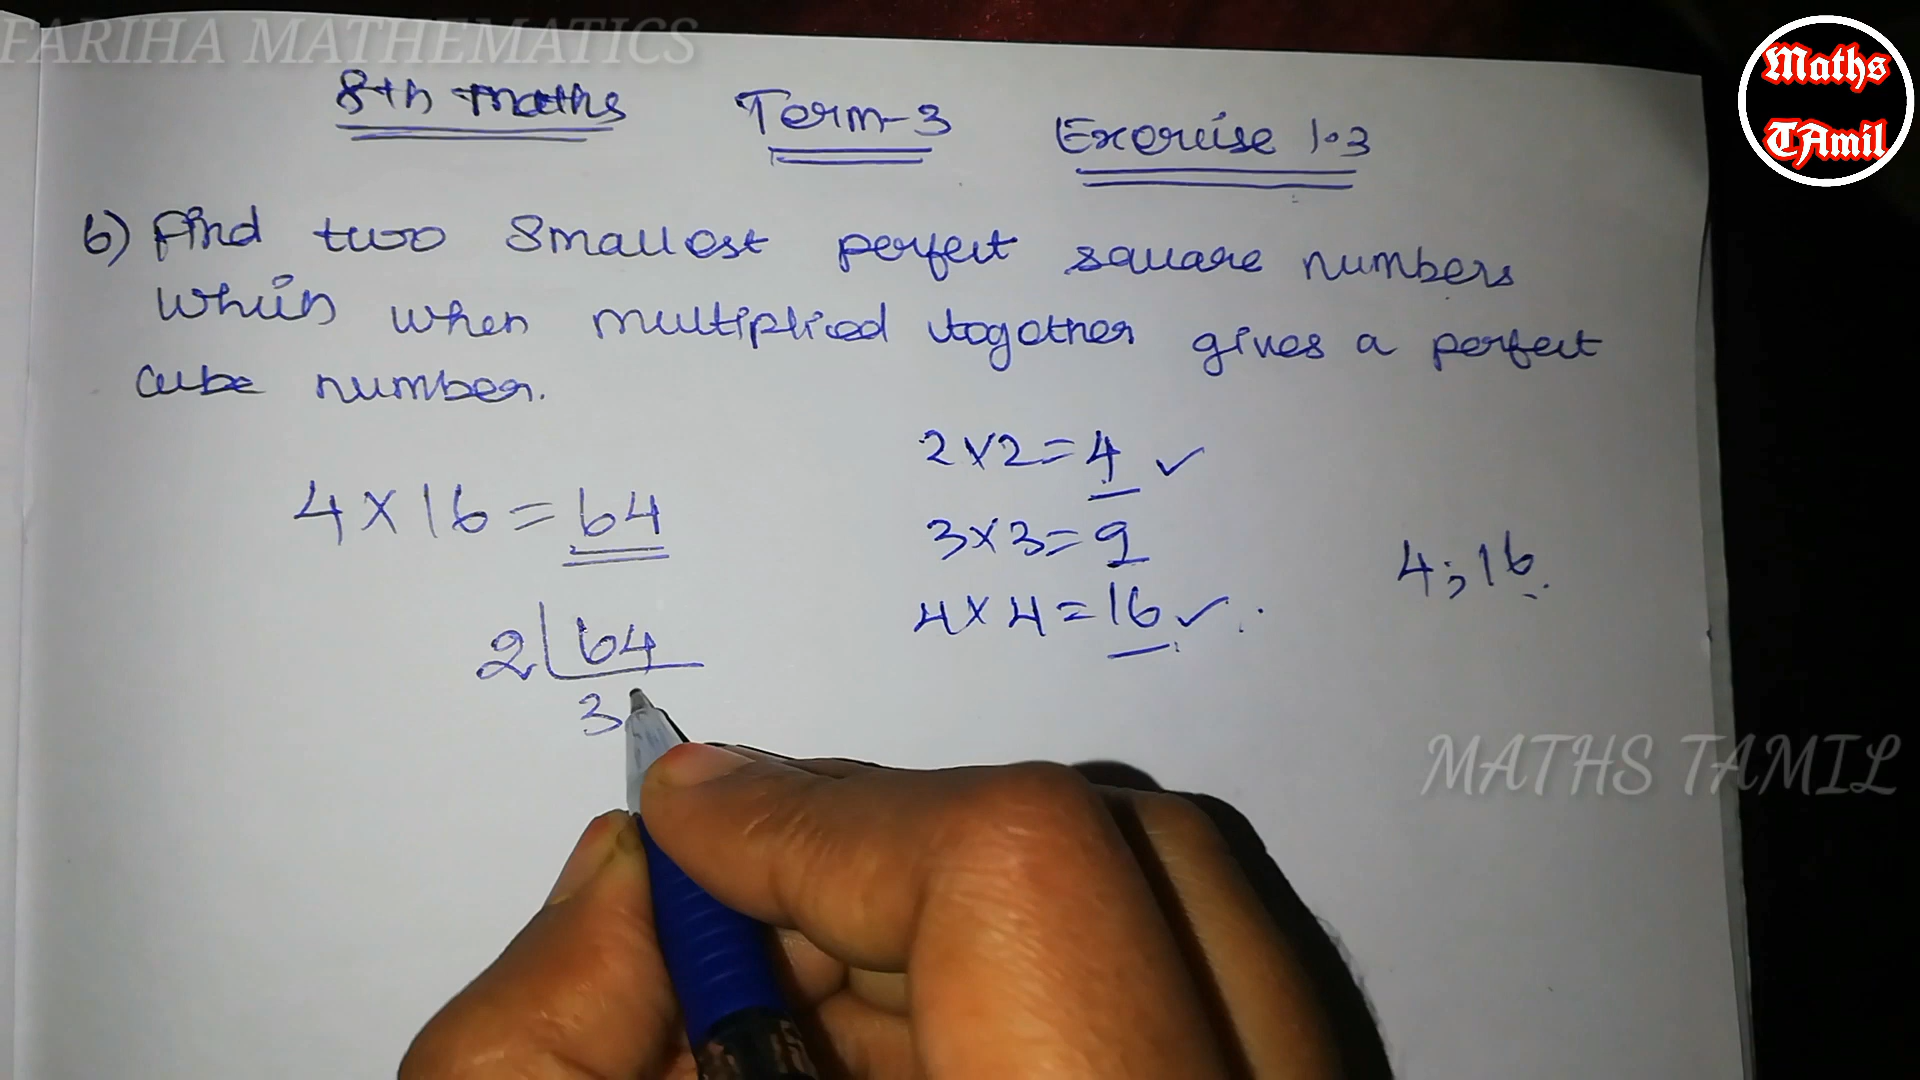 FARIHA MATHEMATICS
Maths
TAmil
8th maths Term-3 Exercise 1.3
6) Find two Smallest perfect square numbers
Which when multiplied together gives a perfect
cube number.
2×2=4 ✓
4×16=64
3×3=9
4;16.
4×4=16 ✓
2 64
3
MATHS TAMIL